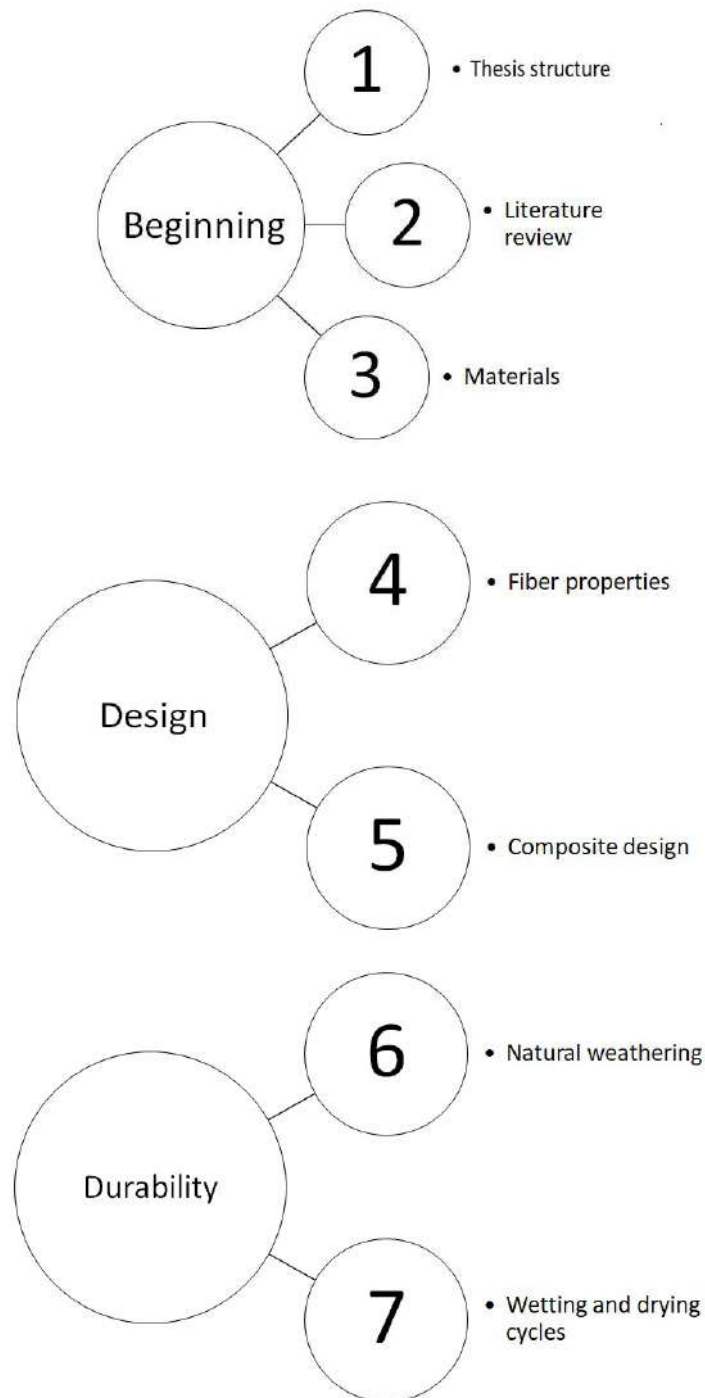 1
• Thesis structure
Beginning
2
• Literature
review
3
• Materials
4
• Fiber properties
Design
5
• Composite design
6
• Natural weathering
Durability
7
• Wetting and drying
cycles